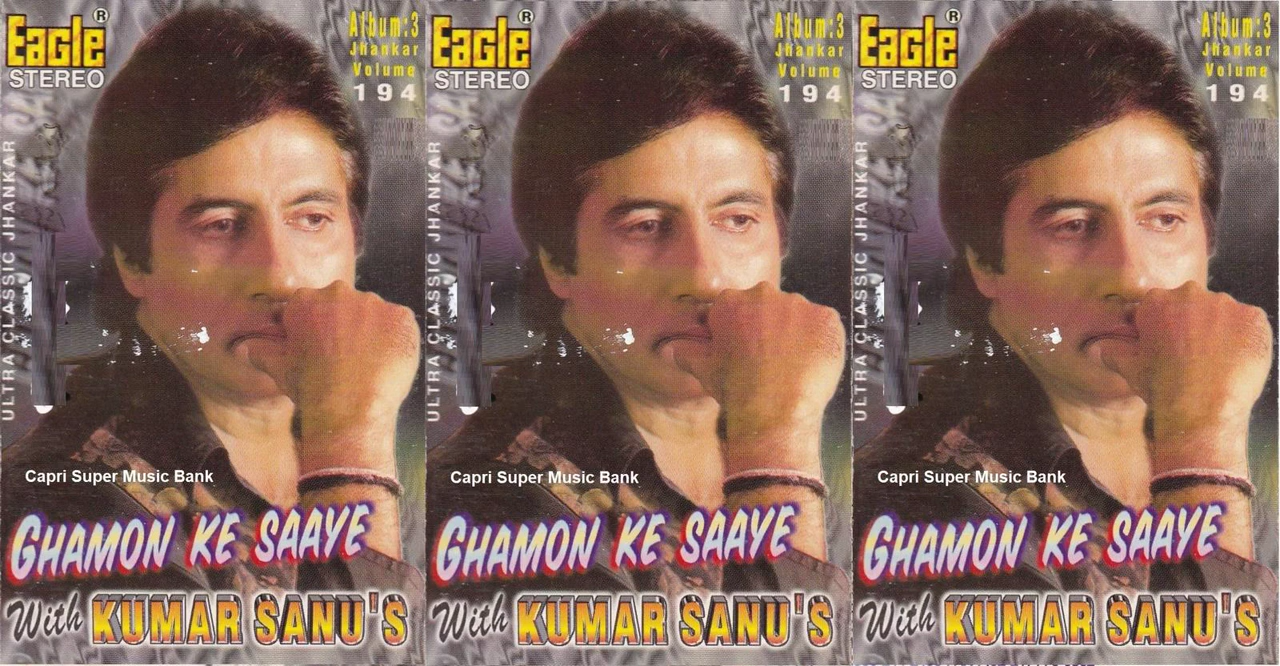 Eagle®
STEREO
Album:3
Jhankar
Volume
194
ULTRA CLASSIC JHANKAR
Capri Super Music Bank
GHAMON KE SAAYE
With KUMAR SANU'S
Eagle®
STEREO
Album:3
Jhankar
Volume
194
ULTRA CLASSIC JHANKAR
Capri Super Music Bank
GHAMON KE SAAYE
With KUMAR SANU'S
Eagle®
STEREO
Album:3
Jhankar
Volume
194
ULTRA CLASSIC JHANKAR
Capri Super Music Bank
GHAMON KE SAAYE
With KUMAR SANU'S